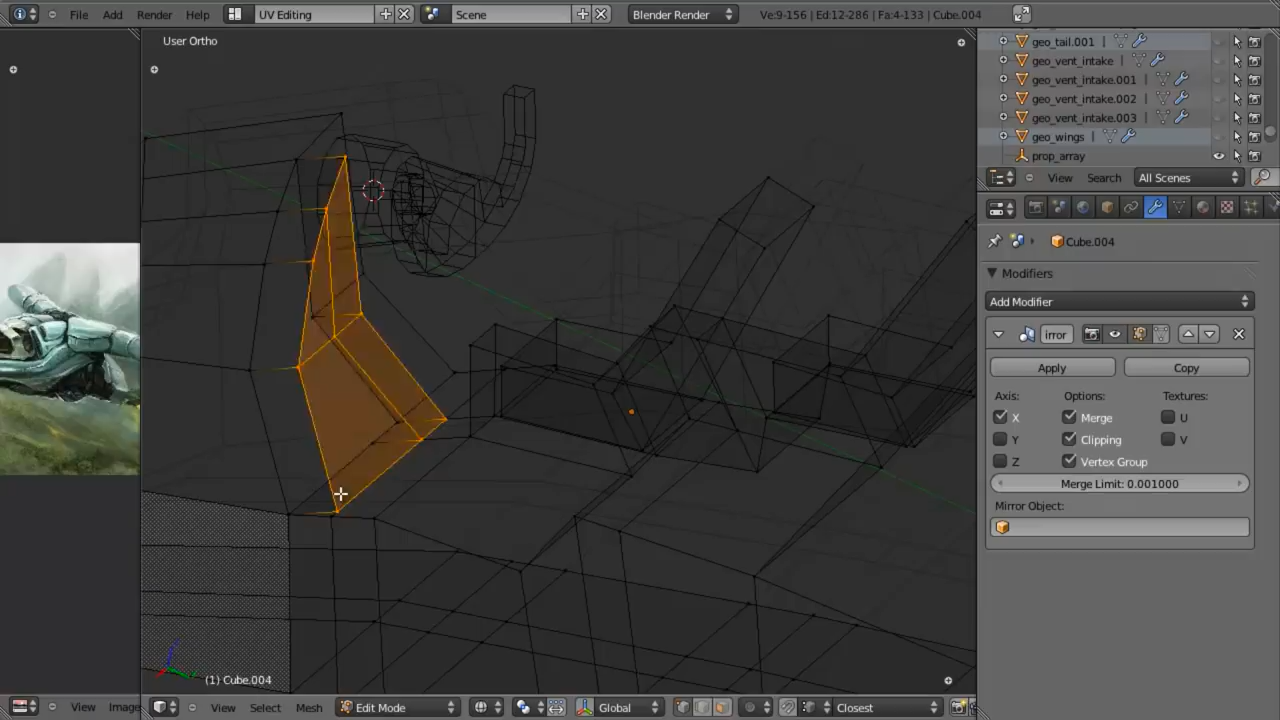 File Add Render Help UV Editing Scene Blender Render Ve:9-156 | Ed:12-286 | Fa:4-133 | Cube.004
User Ortho
geo_tail.001
geo_vent_intake
geo_vent_intake.001
geo_vent_intake.002
geo_vent_intake.003
geo_wings
prop_array
View Search All Scenes
Cube.004
Modifiers
Add Modifier
irror
Apply Copy
Axis: Options: Textures:
X Merge U
Y Clipping V
Z Vertex Group
Merge Limit: 0.001000
Mirror Object:
(1) Cube.004
View Image View Select Mesh Edit Mode Global Closest